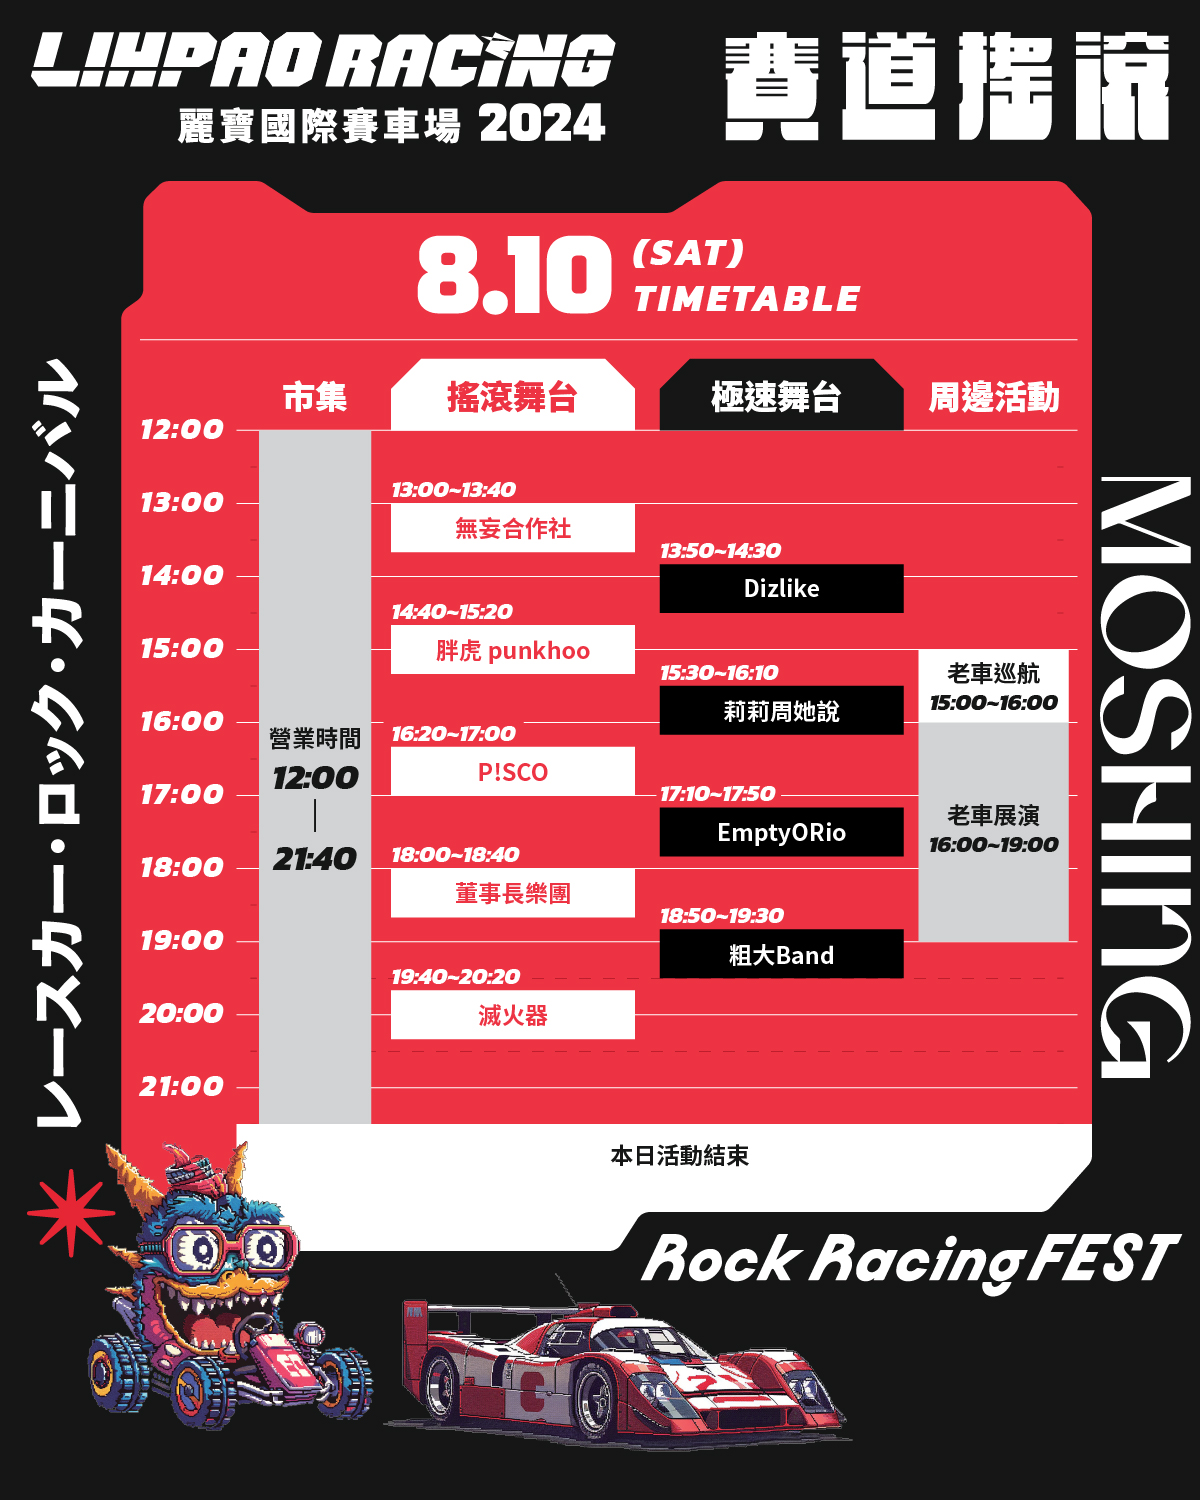 LIHPAO RACING
麗寶國際賽車場 2024
賽道搖滾
8.10 (SAT)
TIMETABLE
市集
搖滾舞台
極速舞台
周邊活動
12:00
13:00
14:00
15:00
16:00
17:00
18:00
19:00
20:00
21:00
營業時間
12:00
21:40
13:00~13:40
無妄合作社
14:40~15:20
胖虎 punkhoo
16:20~17:00
P!SCO
18:00~18:40
董事長樂團
19:40~20:20
滅火器
13:50~14:30
Dizlike
15:30~16:10
莉莉周她說
17:10~17:50
EmptyORio
18:50~19:30
粗大Band
老車巡航
15:00~16:00
老車展演
16:00~19:00
本日活動結束
レースカー・ロック・カーニバル
MOSHING
Rock Racing FEST